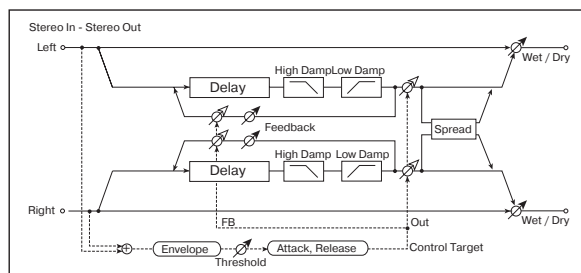 Stereo In - Stereo Out
Left
Wet / Dry
High Damp Low Damp
Delay
Feedback
Spread
High Damp Low Damp
Delay
Right
FB
Out
Wet / Dry
Envelope
Threshold
Attack, Release
Control Target